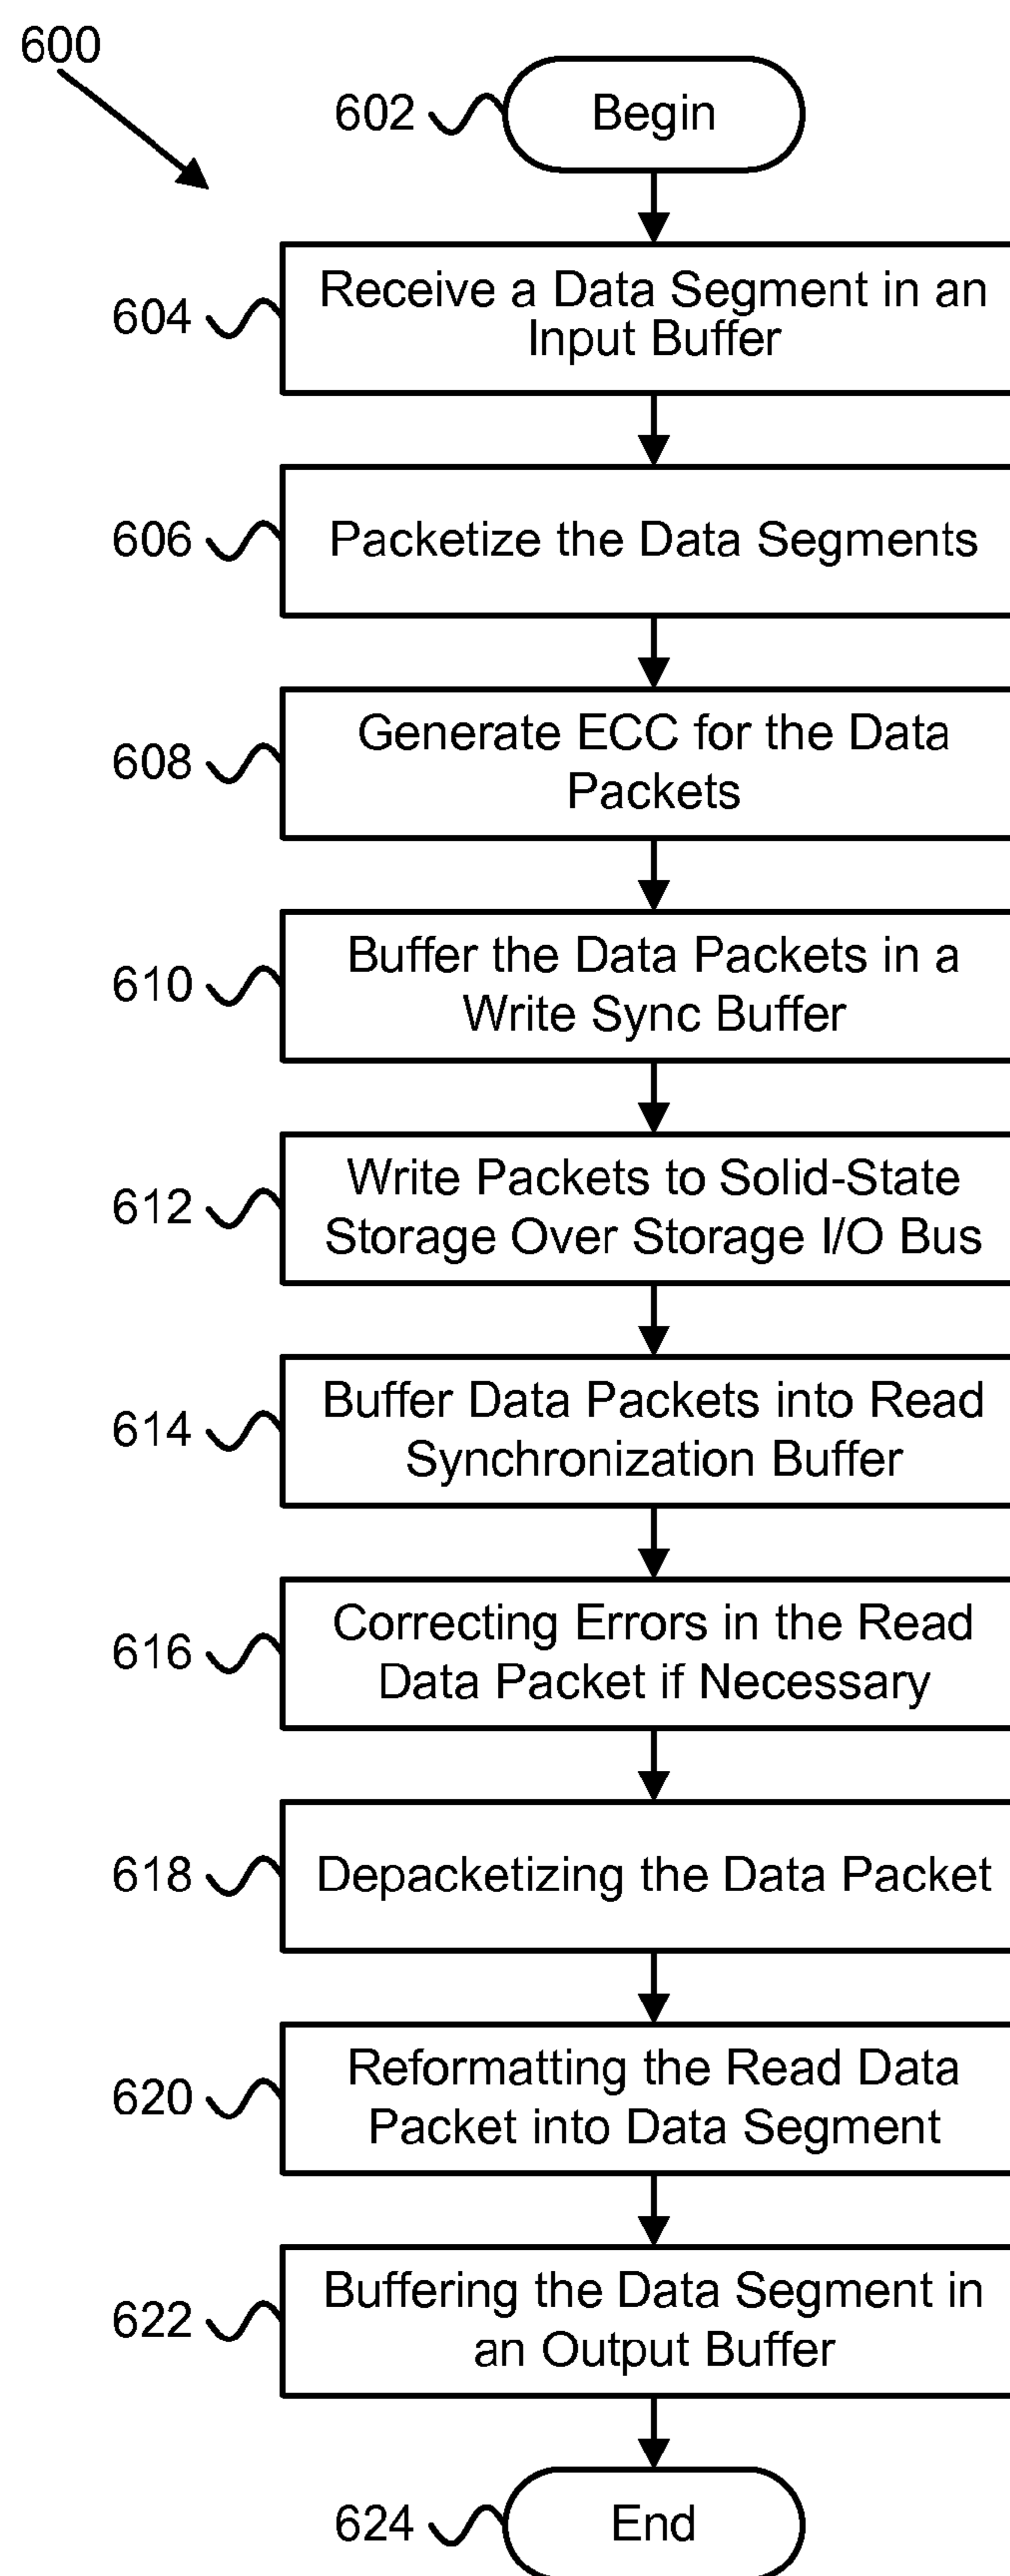 600
602
Begin
604
Receive a Data Segment in an
Input Buffer
606
Packetize the Data Segments
608
Generate ECC for the Data
Packets
610
Buffer the Data Packets in a
Write Sync Buffer
612
Write Packets to Solid-State
Storage Over Storage I/O Bus
614
Buffer Data Packets into Read
Synchronization Buffer
616
Correcting Errors in the Read
Data Packet if Necessary
618
Depacketizing the Data Packet
620
Reformatting the Read Data
Packet into Data Segment
622
Buffering the Data Segment in
an Output Buffer
624
End